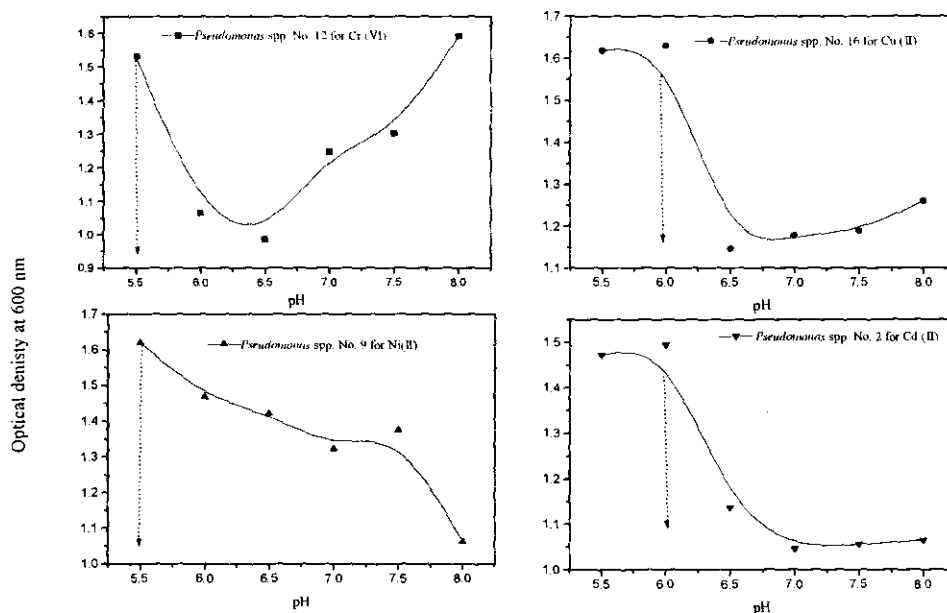 Optical denisty at 600 nm
Pseudomonas spp. No. 12 for Cr (VI)
1.6
1.5
1.4
1.3
1.2
1.1
1.0
0.9
5.5 6.0 6.5 7.0 7.5 8.0
pH
Pseudomonas spp. No. 16 for Cu (II)
1.7
1.6
1.5
1.4
1.3
1.2
1.1
5.5 6.0 6.5 7.0 7.5 8.0
pH
Pseudomonas spp. No. 9 for Ni(II)
1.7
1.6
1.5
1.4
1.3
1.2
1.1
1.0
5.5 6.0 6.5 7.0 7.5 8.0
pH
Pseudomonas spp. No. 2 for Cd (II)
1.5
1.4
1.3
1.2
1.1
1.0
5.5 6.0 6.5 7.0 7.5 8.0
pH